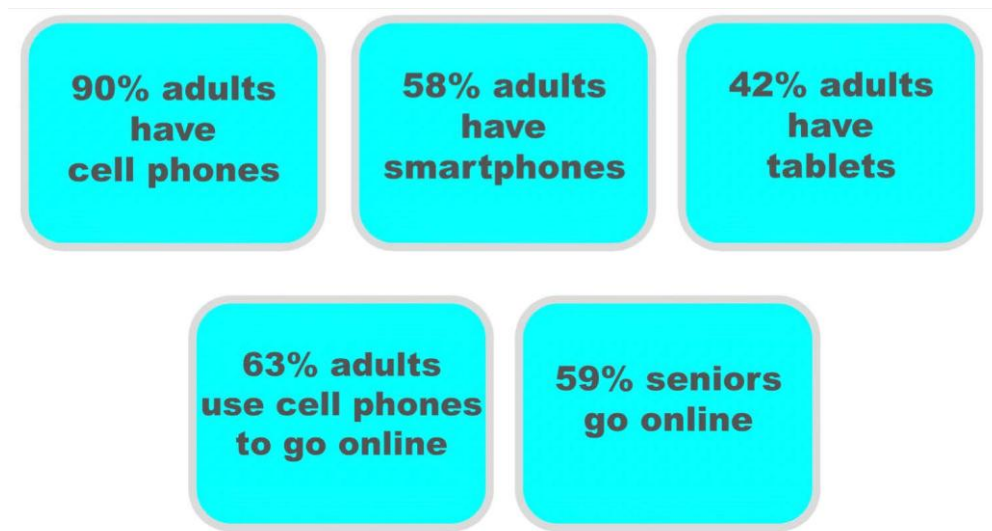 90% adults
have
cell phones
58% adults
have
smartphones
42% adults
have
tablets
63% adults
use cell phones
to go online
59% seniors
go online